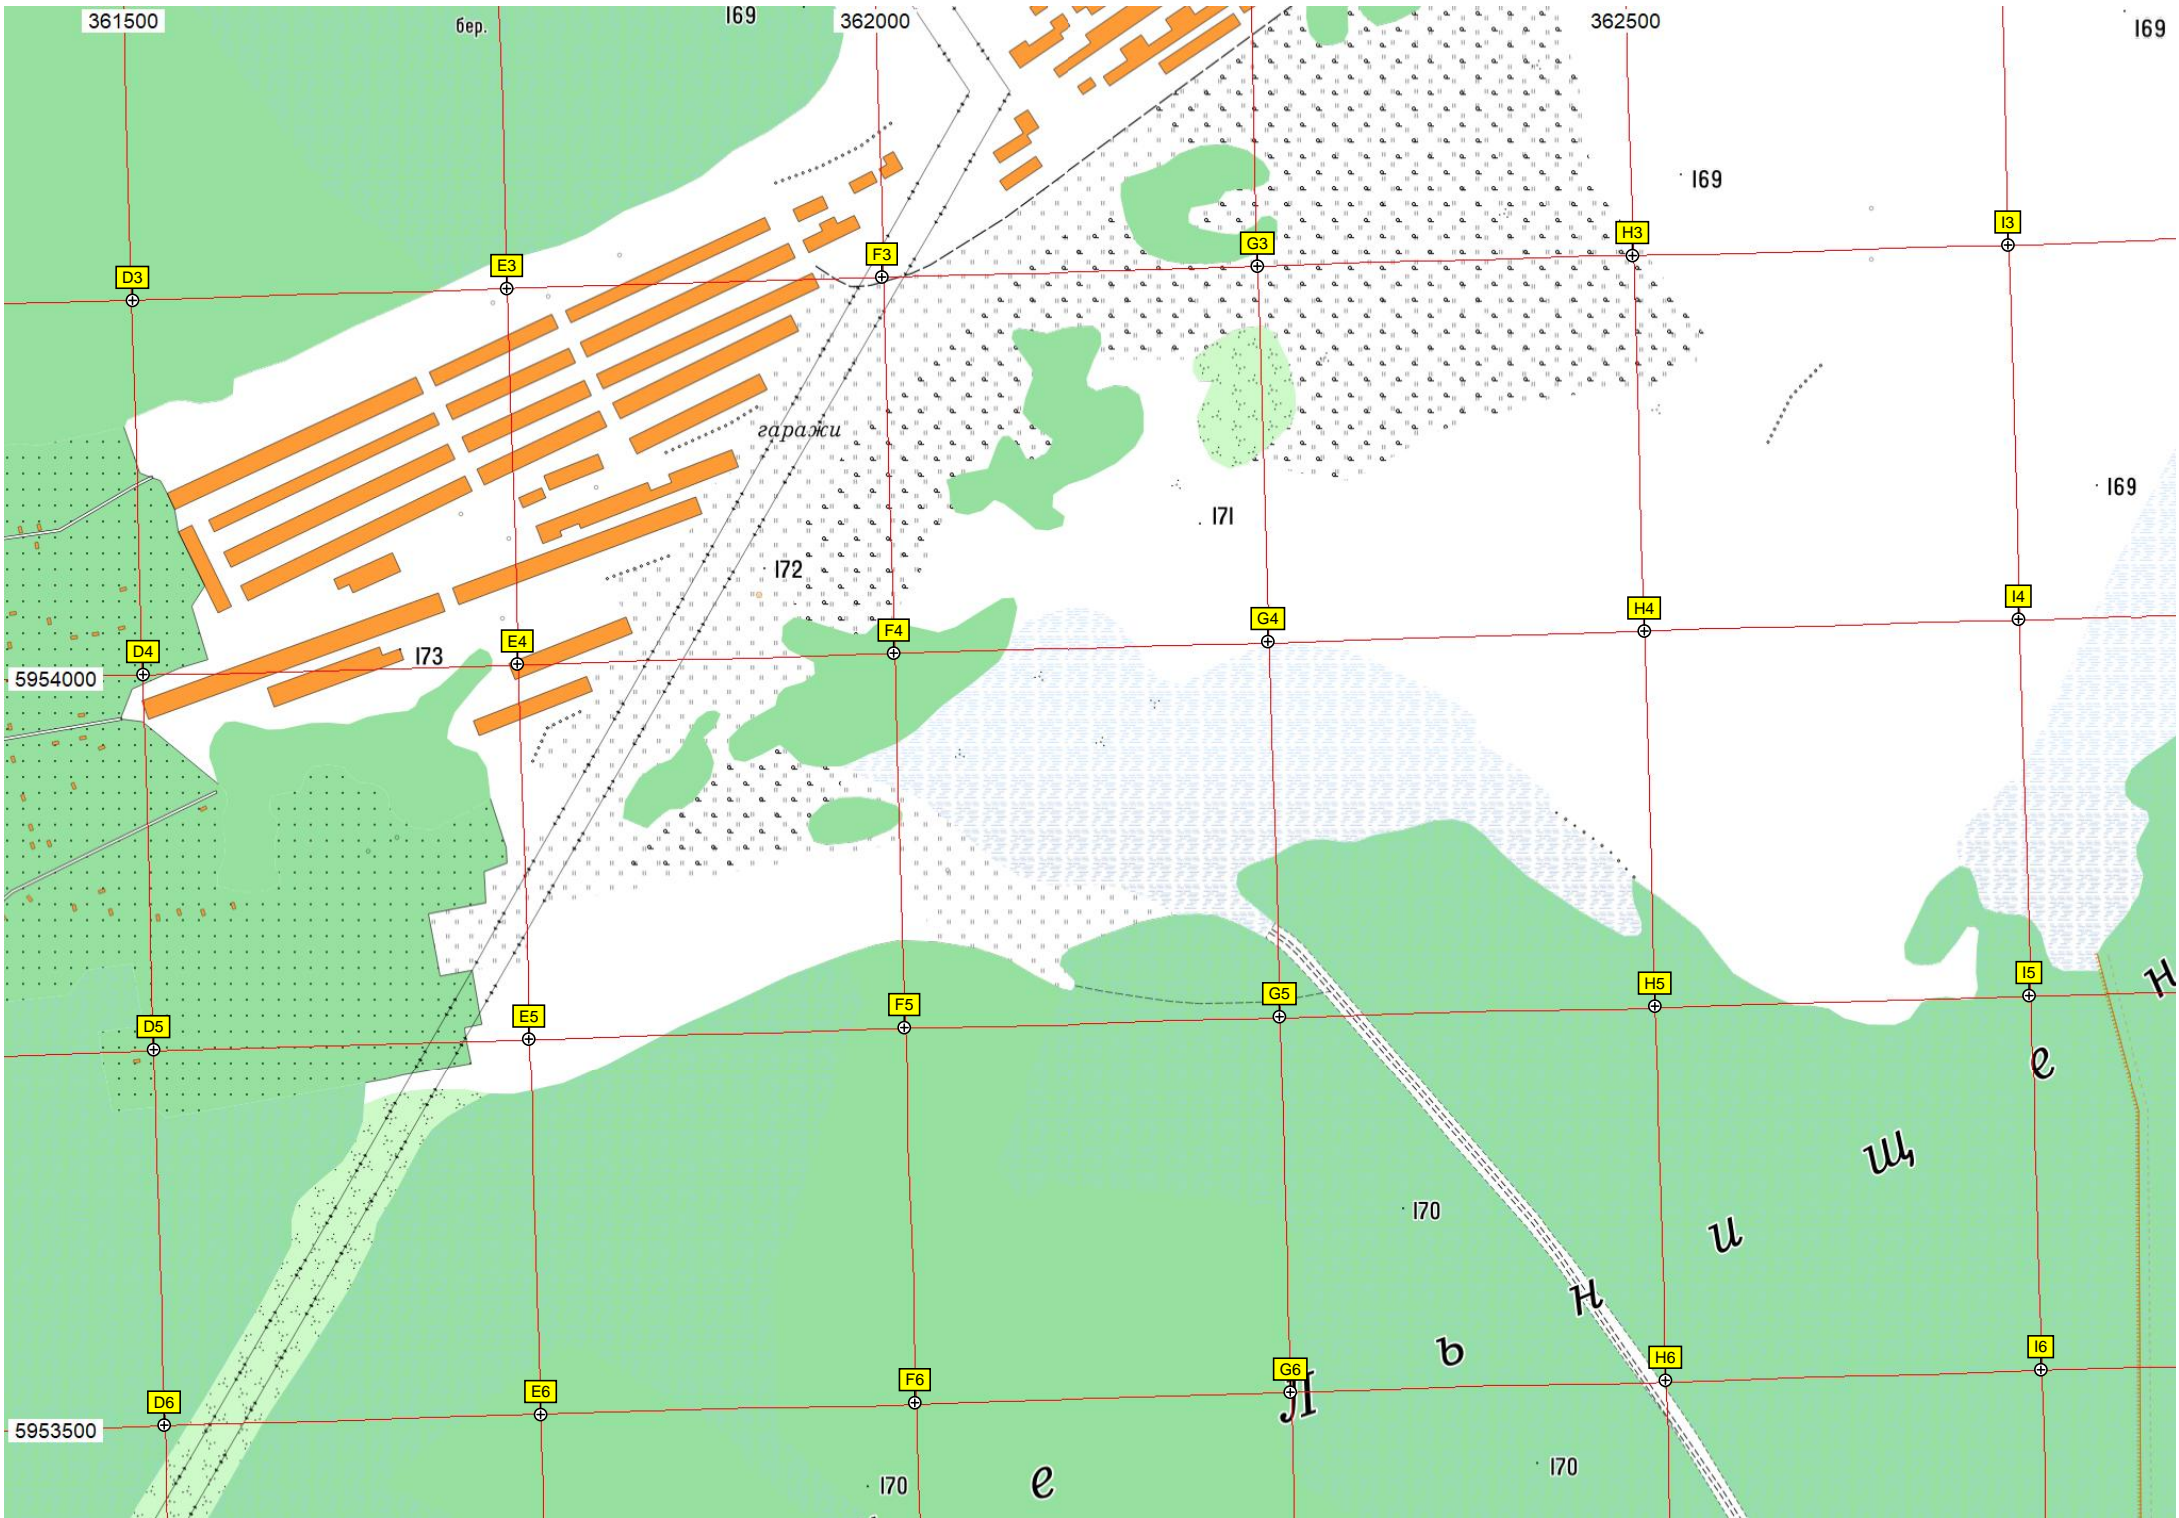 361500
362000
362500
бер.
169
169
169
D3
E3
F3
G3
H3
I3
гаражи
171
169
172
173
D4
E4
F4
G4
H4
I4
5954000
D5
E5
F5
G5
H5
I5
н
е
щ
и
170
н
ь
л
D6
E6
F6
G6
H6
I6
5953500
170
е
170